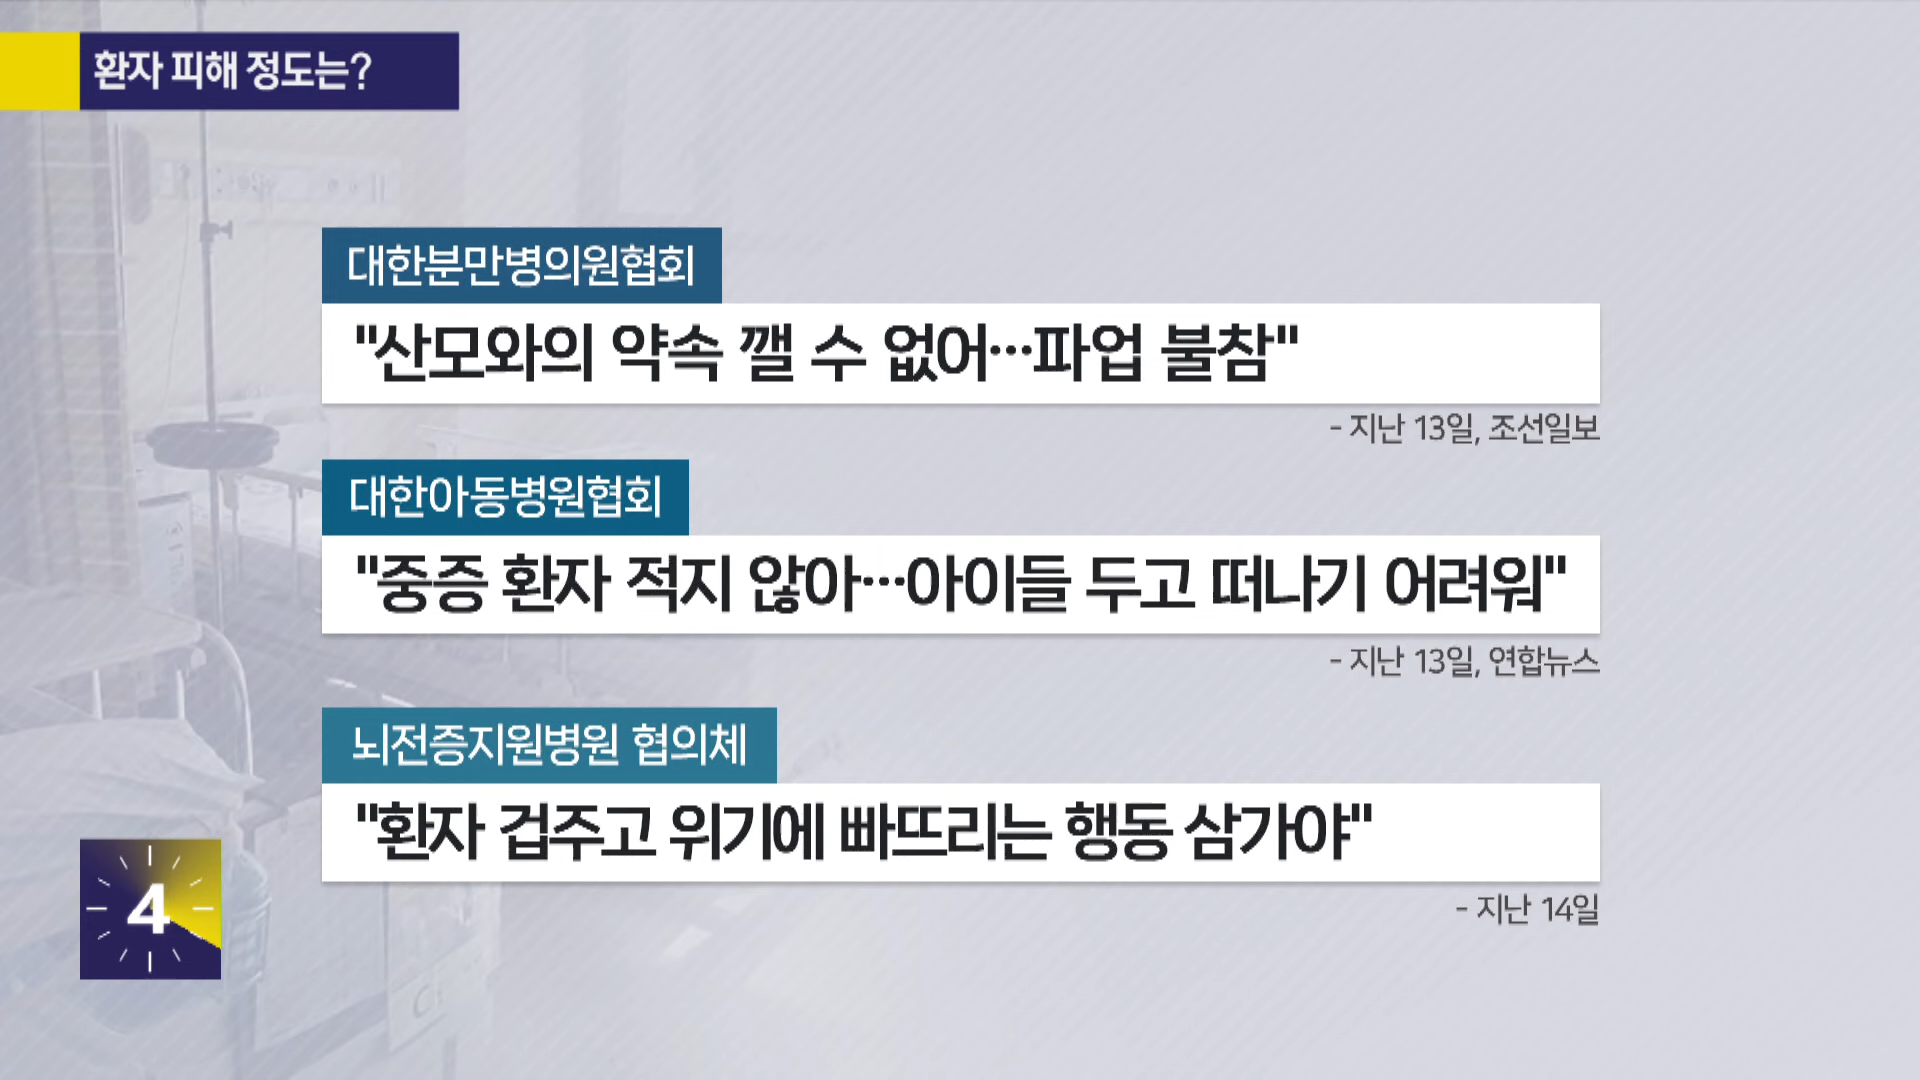 환자 피해 정도는?
대한분만병의원협회
"산모와의 약속 깰 수 없어…파업 불참"
- 지난 13일, 조선일보
대한아동병원협회
"중증 환자 적지 않아…아이들 두고 떠나기 어려워"
- 지난 13일, 연합뉴스
뇌전증지원병원 협의체
"환자 겁주고 위기에 빠뜨리는 행동 삼가야"
- 지난 14일
4